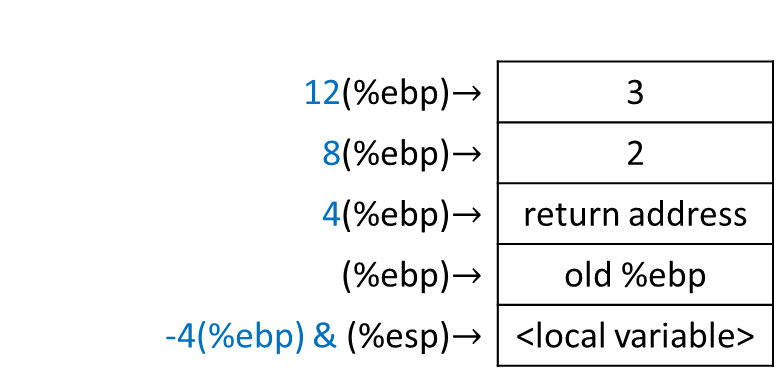 12(%ebp)→ 3
8(%ebp)→ 2
4(%ebp)→ return address
(%ebp)→ old %ebp
-4(%ebp) & (%esp)→ <local variable>